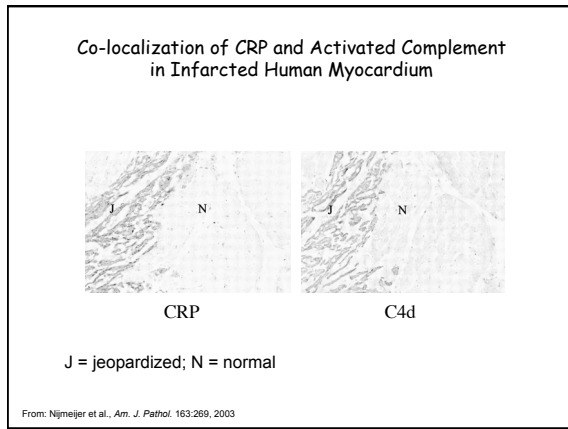 Co-localization of CRP and Activated Complement
in Infarcted Human Myocardium
J N
J N
CRP C4d
J = jeopardized; N = normal
From: Nijmeijer et al., Am. J. Pathol. 163:269, 2003